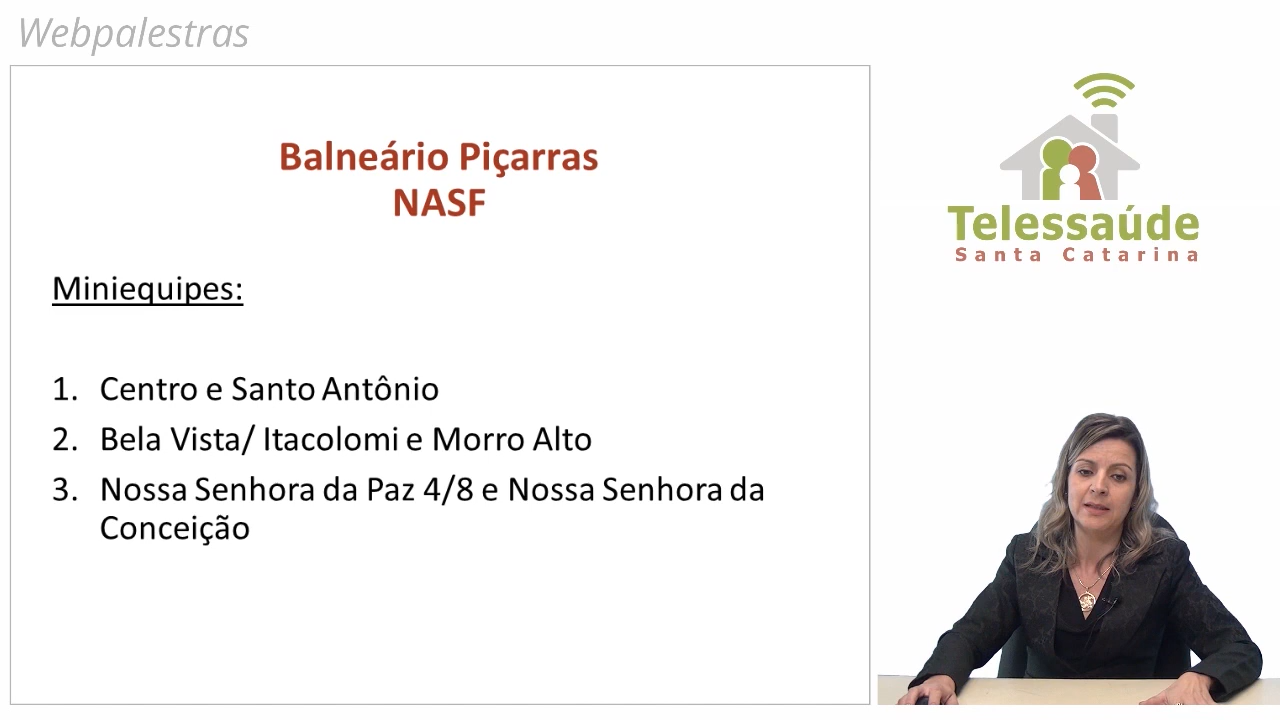 Webpalestras
Balneário Piçarras
NASF
Miniequipes:
1. Centro e Santo Antônio
2. Bela Vista/ Itacolomi e Morro Alto
3. Nossa Senhora da Paz 4/8 e Nossa Senhora da
Conceição
Telessaúde
Santa Catarina